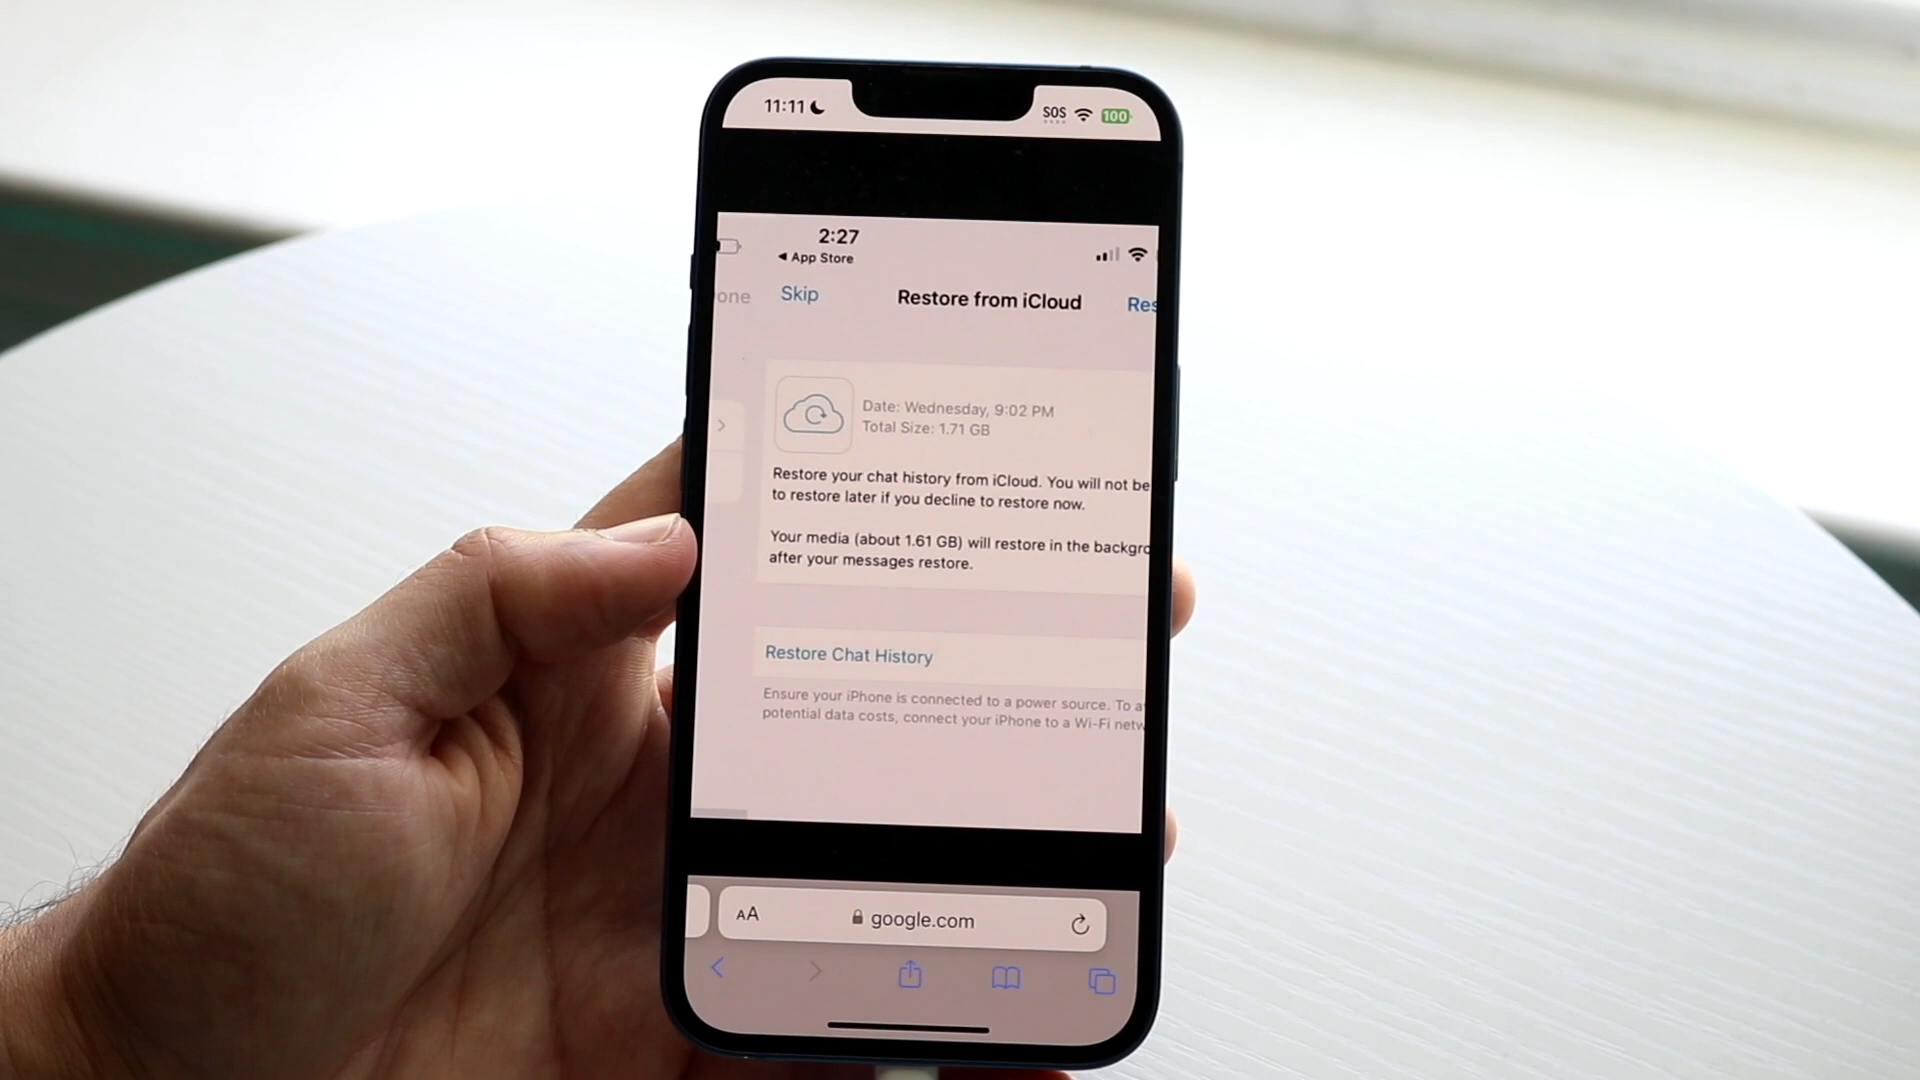 11:11 SOS 100
2:27
◀ App Store
one Skip Restore from iCloud Res
Date: Wednesday, 9:02 PM
Total Size: 1.71 GB
Restore your chat history from iCloud. You will not be
to restore later if you decline to restore now.
Your media (about 1.61 GB) will restore in the backgro
after your messages restore.
Restore Chat History
Ensure your iPhone is connected to a power source. To a
potential data costs, connect your iPhone to a Wi-Fi netw
AA google.com